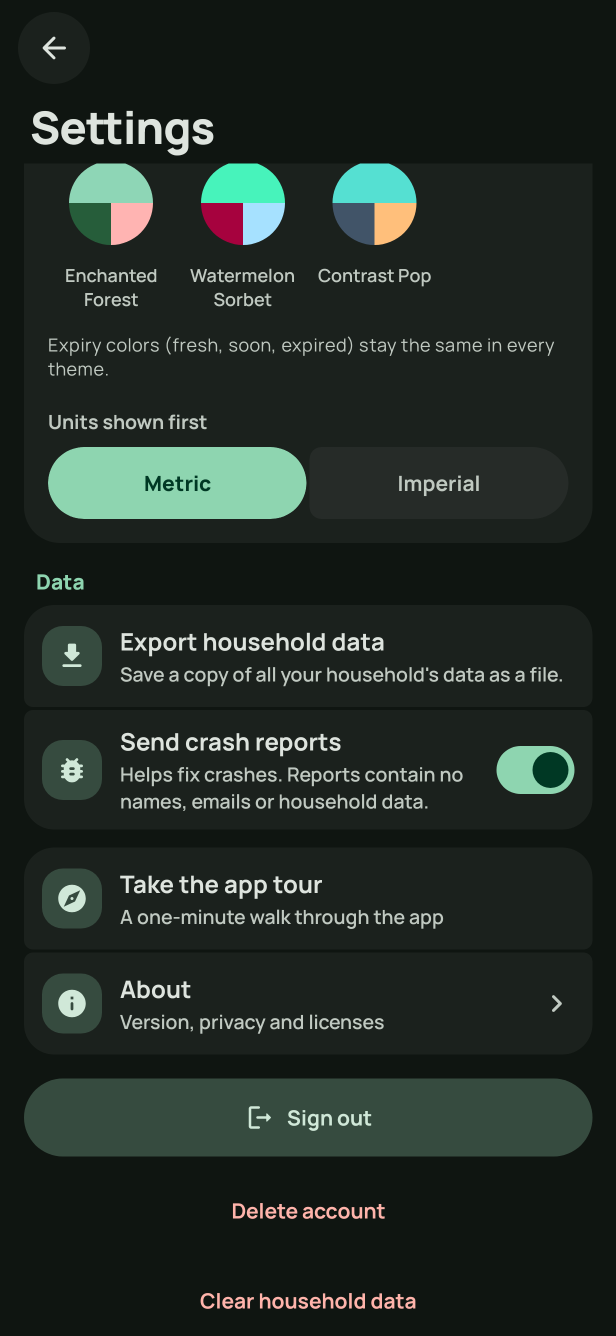 Settings
Enchanted
Forest
Watermelon
Sorbet
Contrast Pop
Expiry colors (fresh, soon, expired) stay the same in every
theme.
Units shown first
Metric
Imperial
Data
Export household data
Save a copy of all your household's data as a file.
Send crash reports
Helps fix crashes. Reports contain no
names, emails or household data.
Take the app tour
A one-minute walk through the app
About
Version, privacy and licenses
Sign out
Delete account
Clear household data